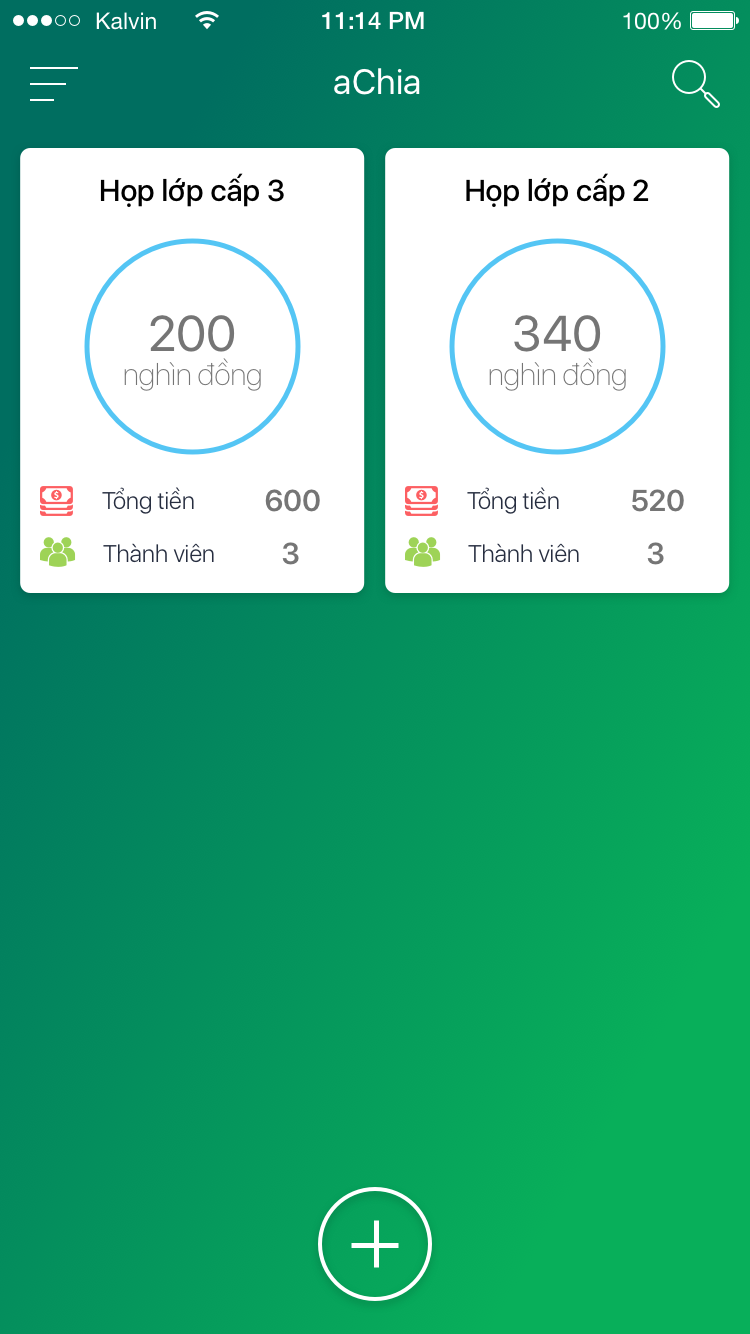 Kalvin 11:14 PM 100%
aChia
Họp lớp cấp 3
200
nghìn đồng
Tổng tiền 600
Thành viên 3
Họp lớp cấp 2
340
nghìn đồng
Tổng tiền 520
Thành viên 3